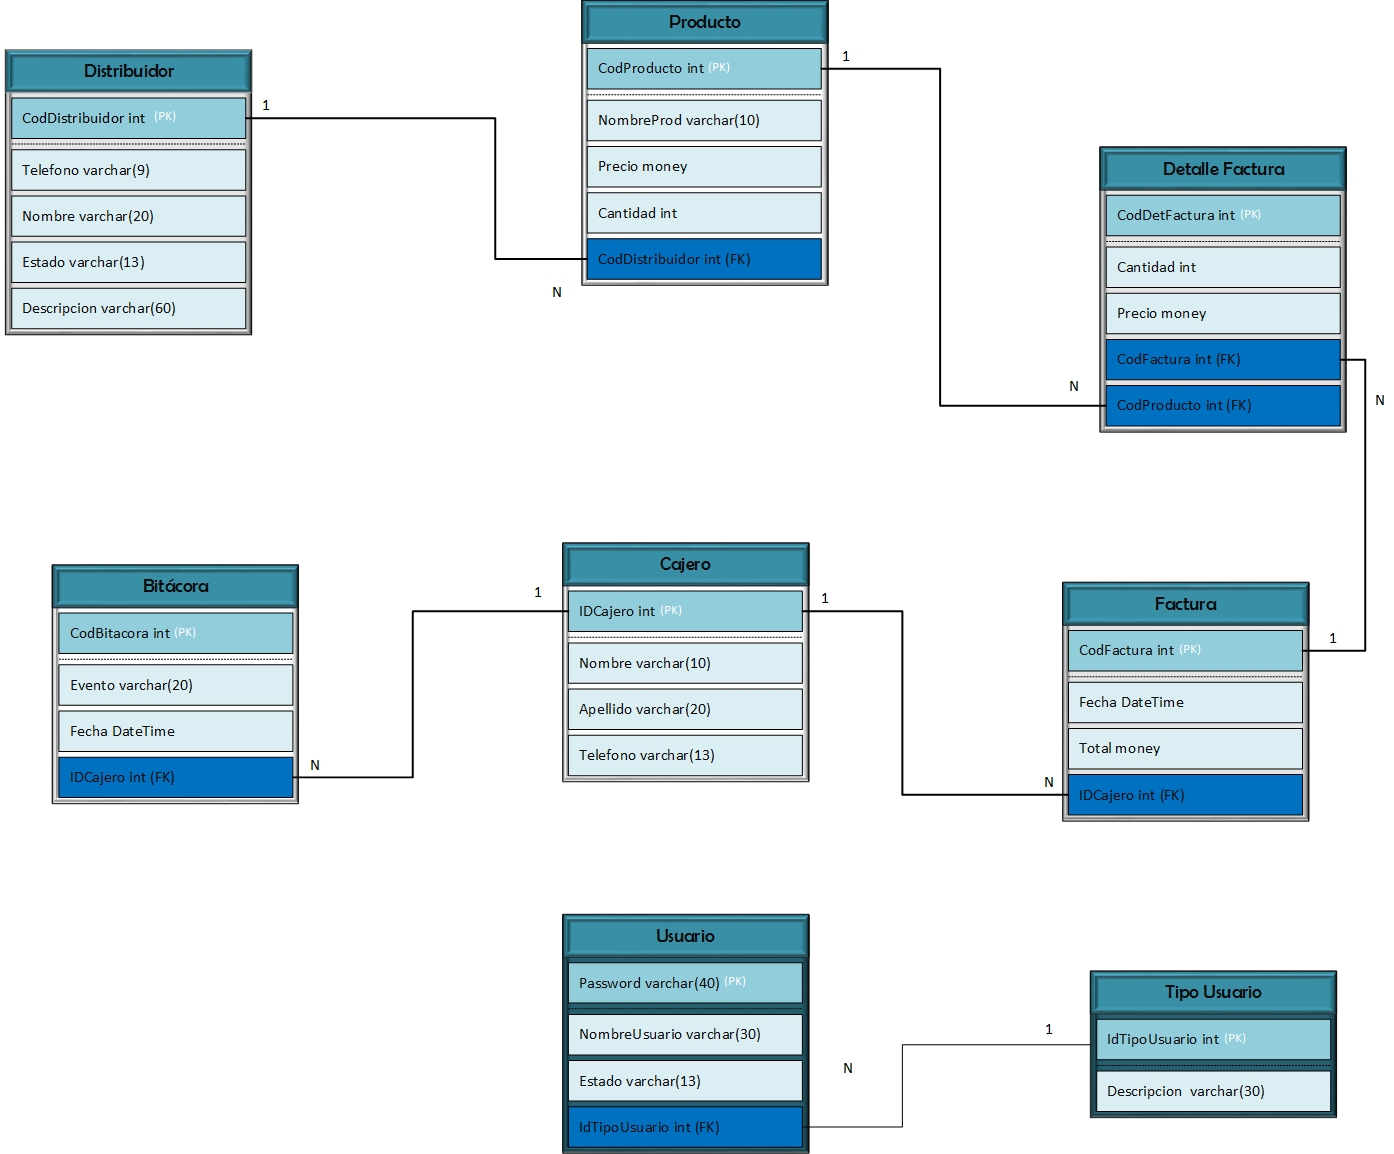 Distribuidor
CodDistribuidor int (PK)
Telefono varchar(9)
Nombre varchar(20)
Estado varchar(13)
Descripcion varchar(60)
1
Producto
CodProducto int (PK)
NombreProd varchar(10)
Precio money
Cantidad int
CodDistribuidor int (FK)
N
1
Detalle Factura
CodDetFactura int (PK)
Cantidad int
Precio money
CodFactura int (FK)
CodProducto int (FK)
N
N
Bitácora
CodBitacora int (PK)
Evento varchar(20)
Fecha DateTime
IDCajero int (FK)
N
1
Cajero
IDCajero int (PK)
Nombre varchar(10)
Apellido varchar(20)
Telefono varchar(13)
1
Factura
CodFactura int (PK)
Fecha DateTime
Total money
IDCajero int (FK)
1
N
Usuario
Password varchar(40) (PK)
NombreUsuario varchar(30)
Estado varchar(13)
IdTipoUsuario int (FK)
N
1
Tipo Usuario
IdTipoUsuario int (PK)
Descripcion varchar(30)